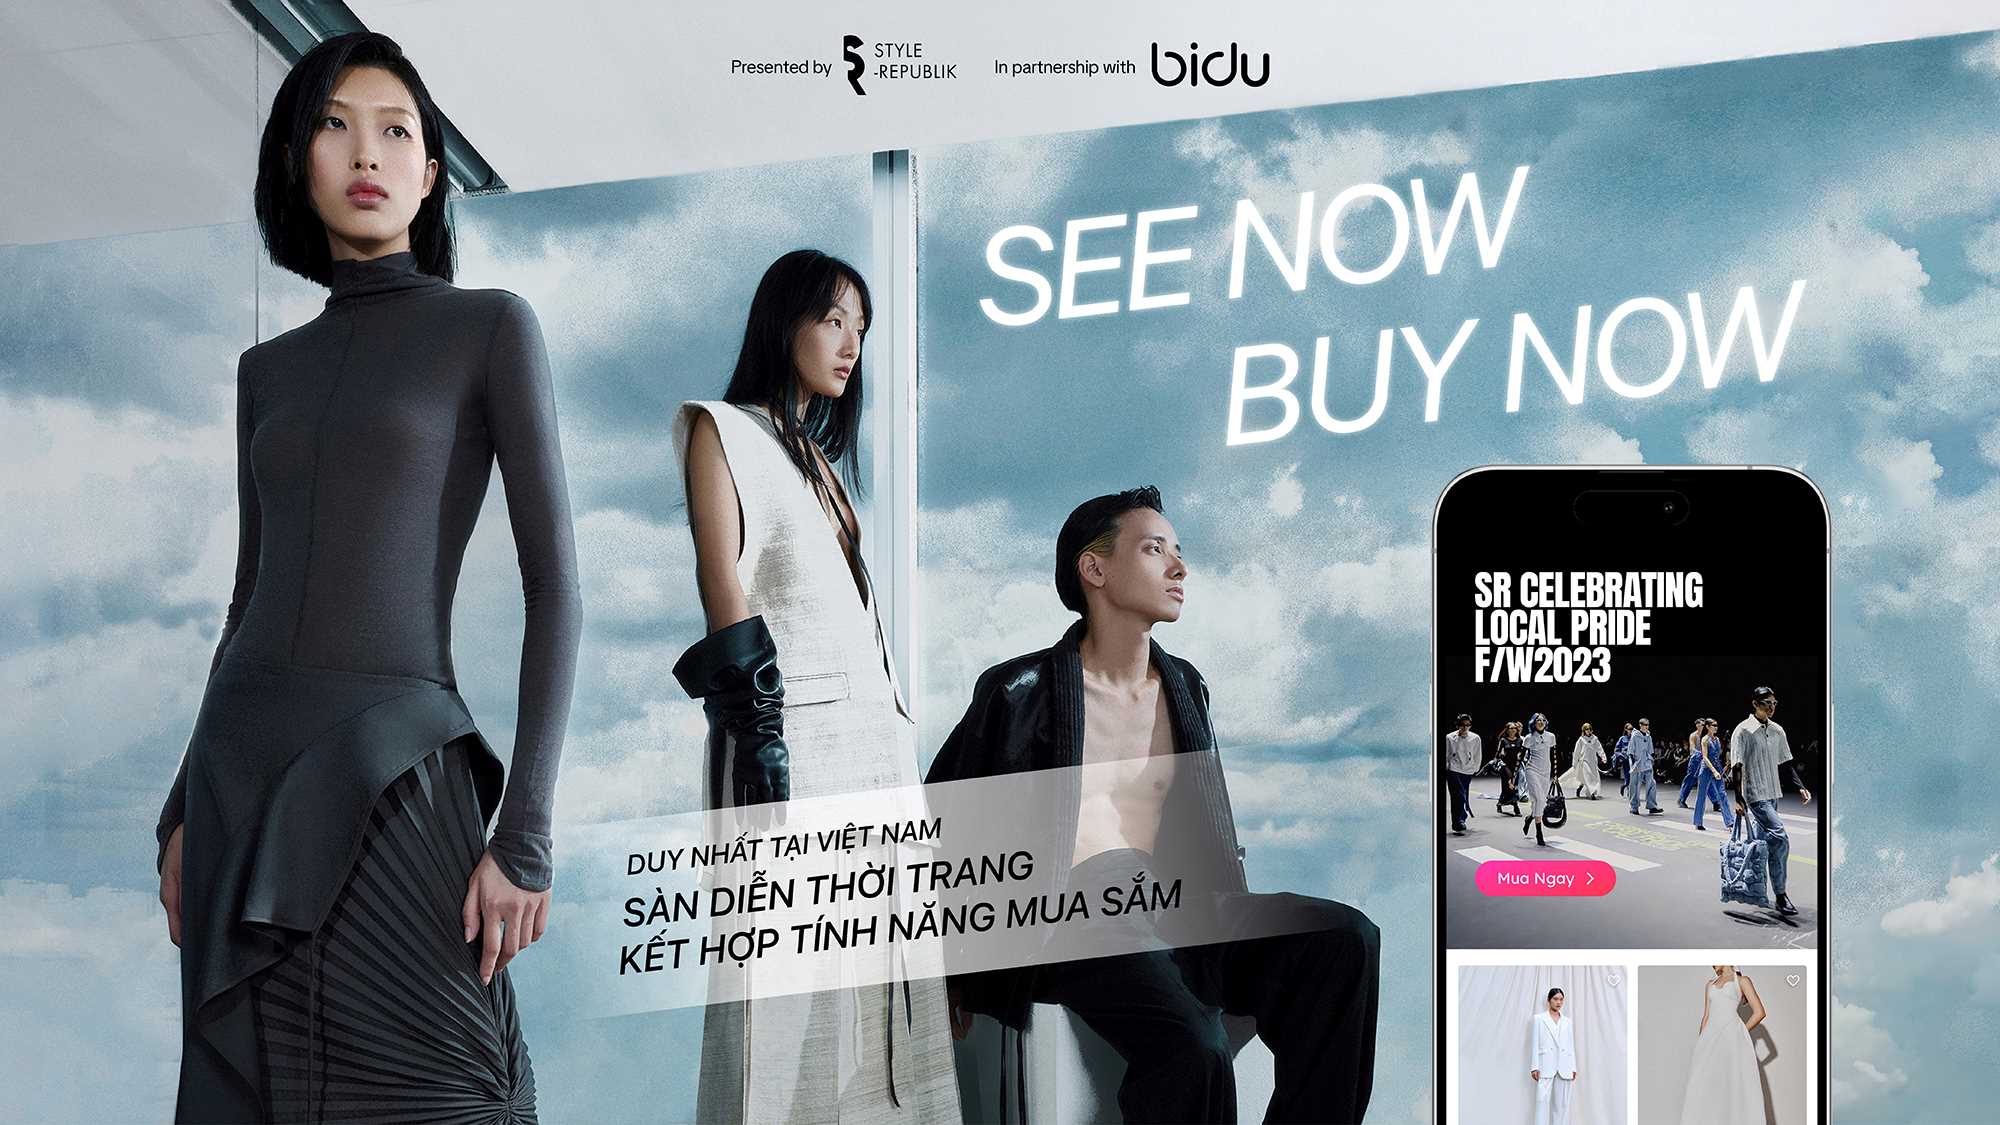 Presented by
STYLE
-REPUBLIK
In partnership with
bidu
SEE NOW
BUY NOW
DUY NHẤT TẠI VIỆT NAM
SÀN DIỄN THỜI TRANG
KẾT HỢP TÍNH NĂNG MUA SẮM
SR CELEBRATING
LOCAL PRIDE
F/W2023
Mua Ngay